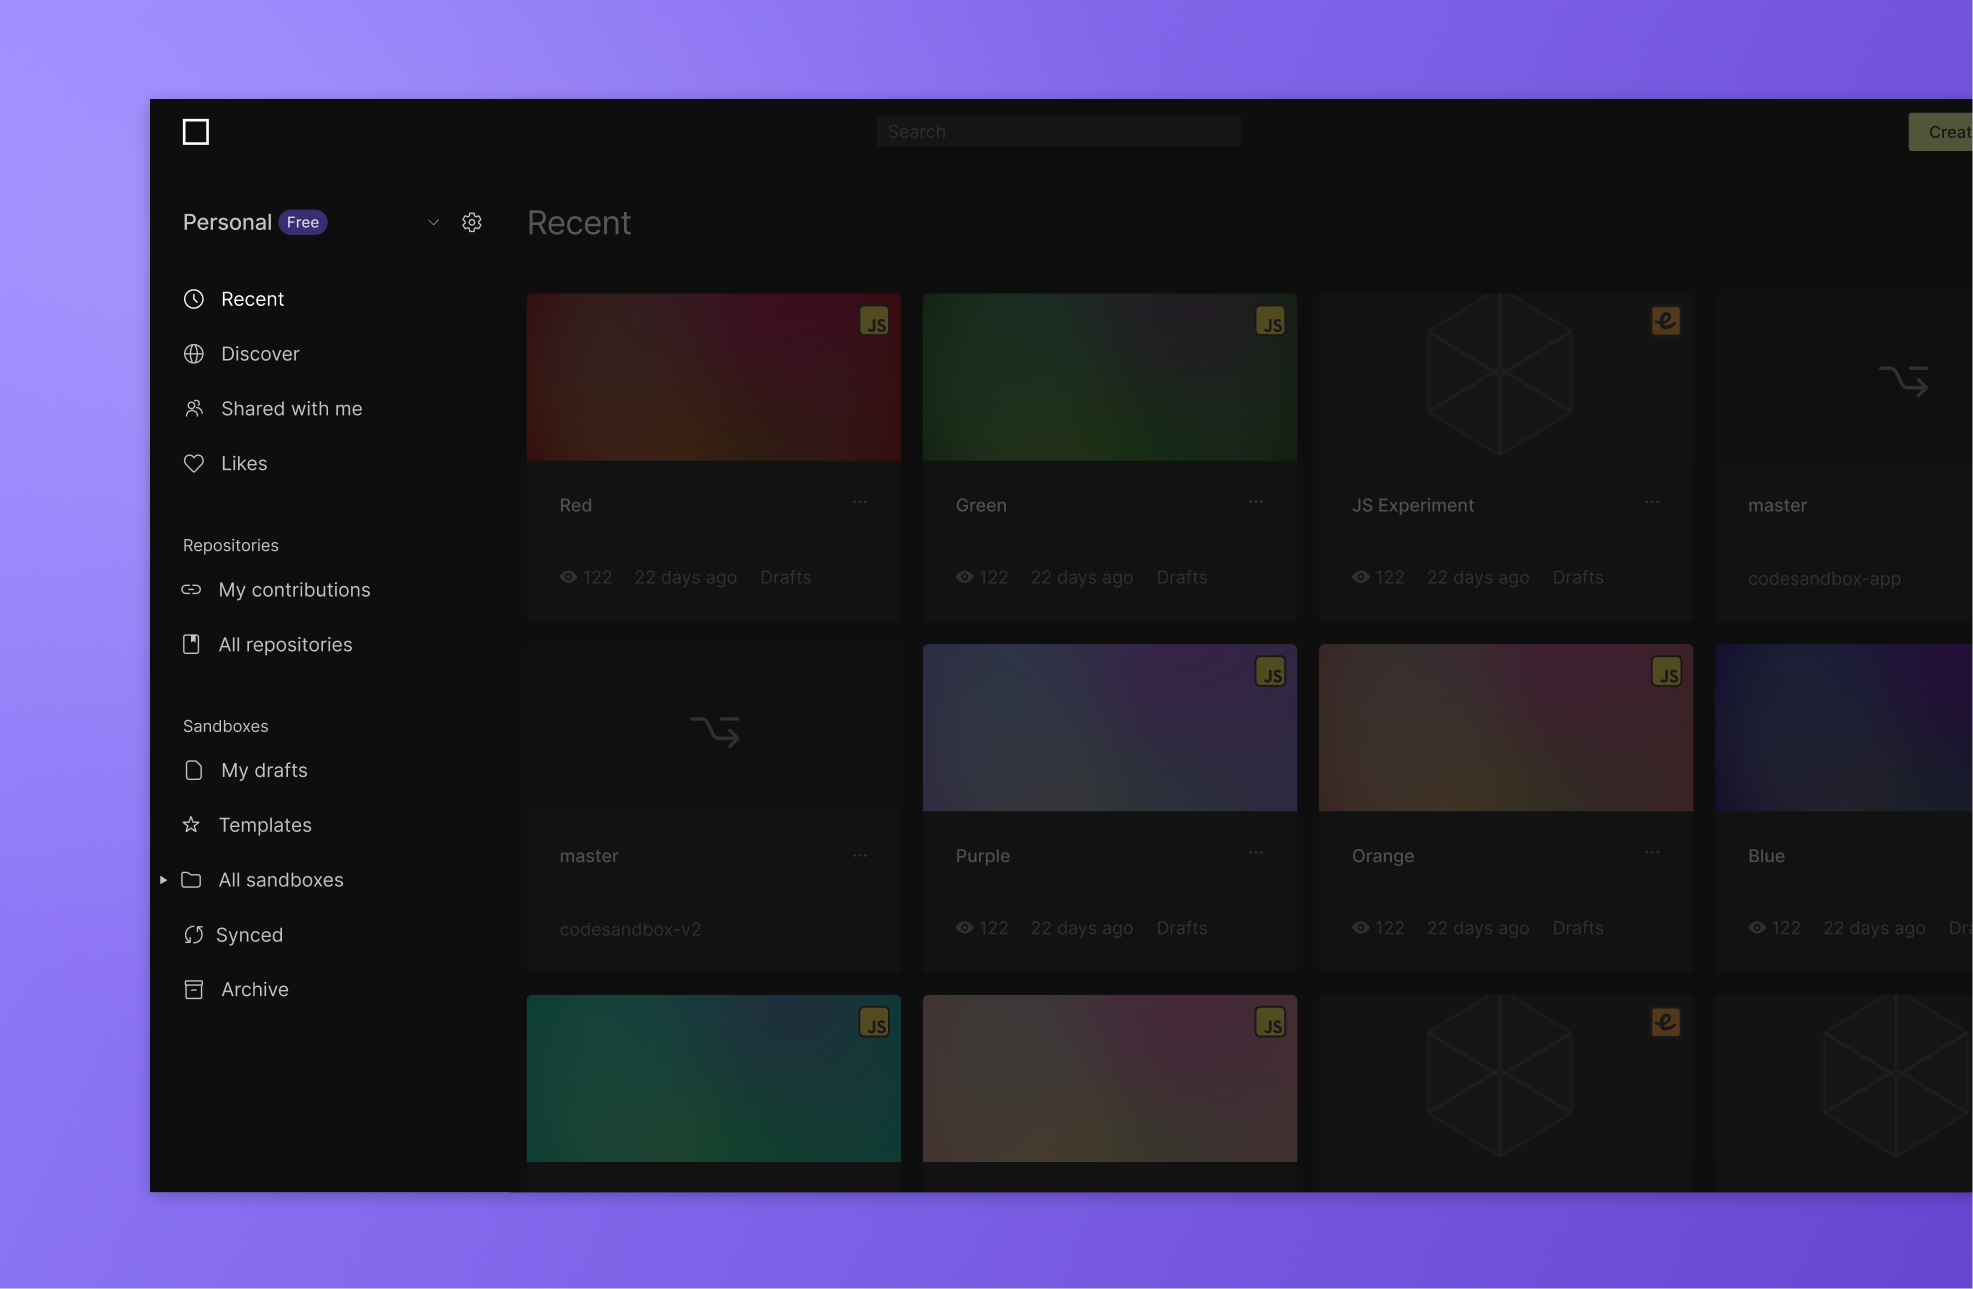 Search
Creat
Personal Free
Recent
Discover
Shared with me
Likes
Repositories
My contributions
All repositories
Sandboxes
My drafts
Templates
All sandboxes
Synced
Archive
Recent
JS
JS
e
Red ...
Green ...
JS Experiment ...
master
122 22 days ago Drafts
122 22 days ago Drafts
122 22 days ago Drafts
codesandbox-app
JS
JS
master ...
Purple ...
Orange ...
Blue
codesandbox-v2
122 22 days ago Drafts
122 22 days ago Drafts
122 22 days ago Dra
JS
JS
e